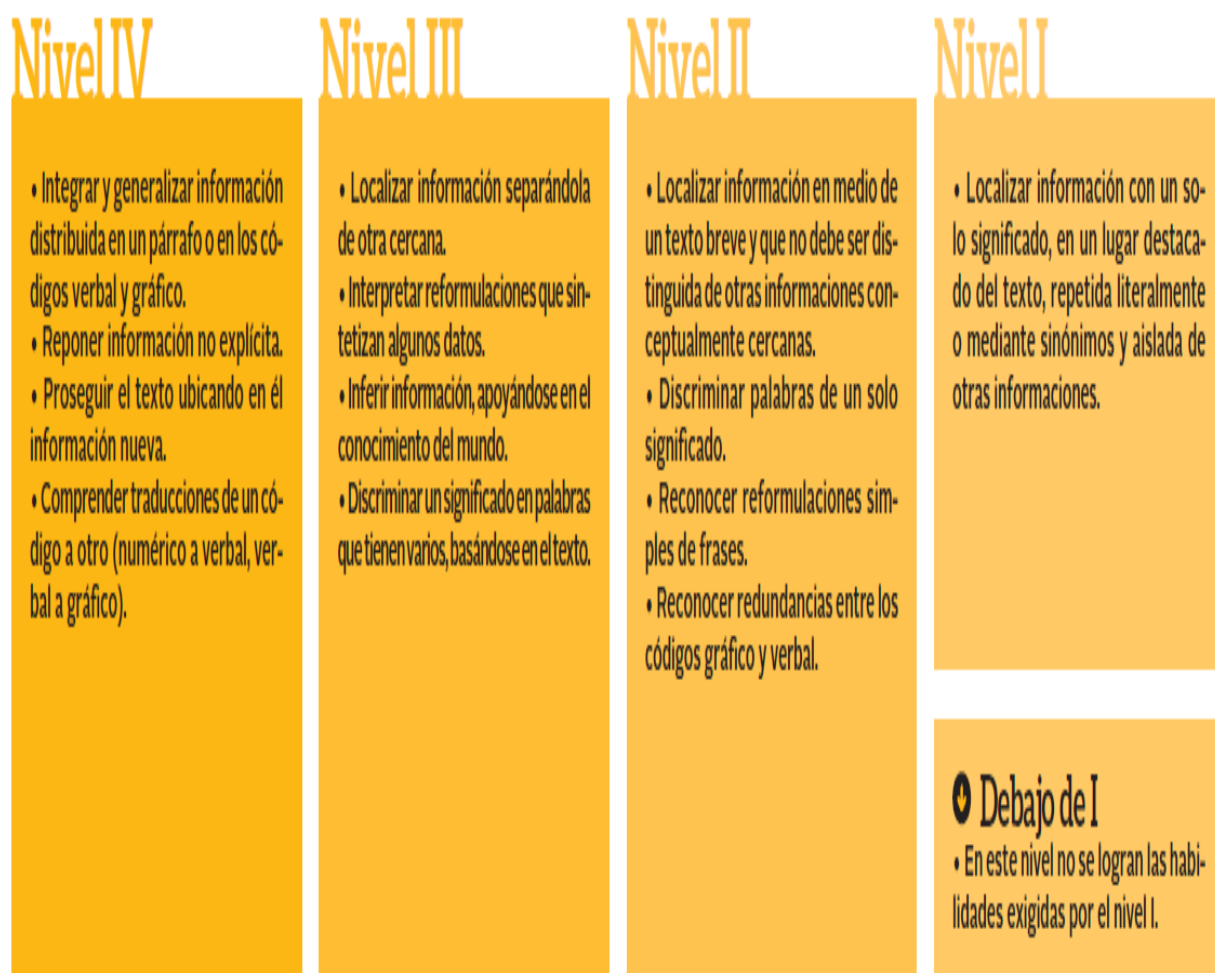 Nivel IV
• Integrar y generalizar información
distribuida en un párrafo o en los có-
digos verbal y gráfico.
• Reponer información no explícita.
• Proseguir el texto ubicando en él
información nueva.
• Comprender traducciones de un có-
digo a otro (numérico a verbal, ver-
bal a gráfico).
Nivel III
• Localizar información separándola
de otra cercana.
• Interpretar reformulaciones que sin-
tetizan algunos datos.
• Inferir información, apoyándose en el
conocimiento del mundo.
• Discriminar un significado en palabras
que tienen varios, basándose en el texto.
Nivel II
• Localizar información en medio de
un texto breve y que no debe ser dis-
tinguida de otras informaciones con-
ceptualmente cercanas.
• Discriminar palabras de un solo
significado.
• Reconocer reformulaciones sim-
ples de frases.
• Reconocer redundancias entre los
códigos gráfico y verbal.
Nivel I
• Localizar información con un so-
lo significado, en un lugar destaca-
do del texto, repetida literalmente
o mediante sinónimos y aislada de
otras informaciones.
Debajo de I
• En este nivel no se logran las habi-
lidades exigidas por el nivel I.